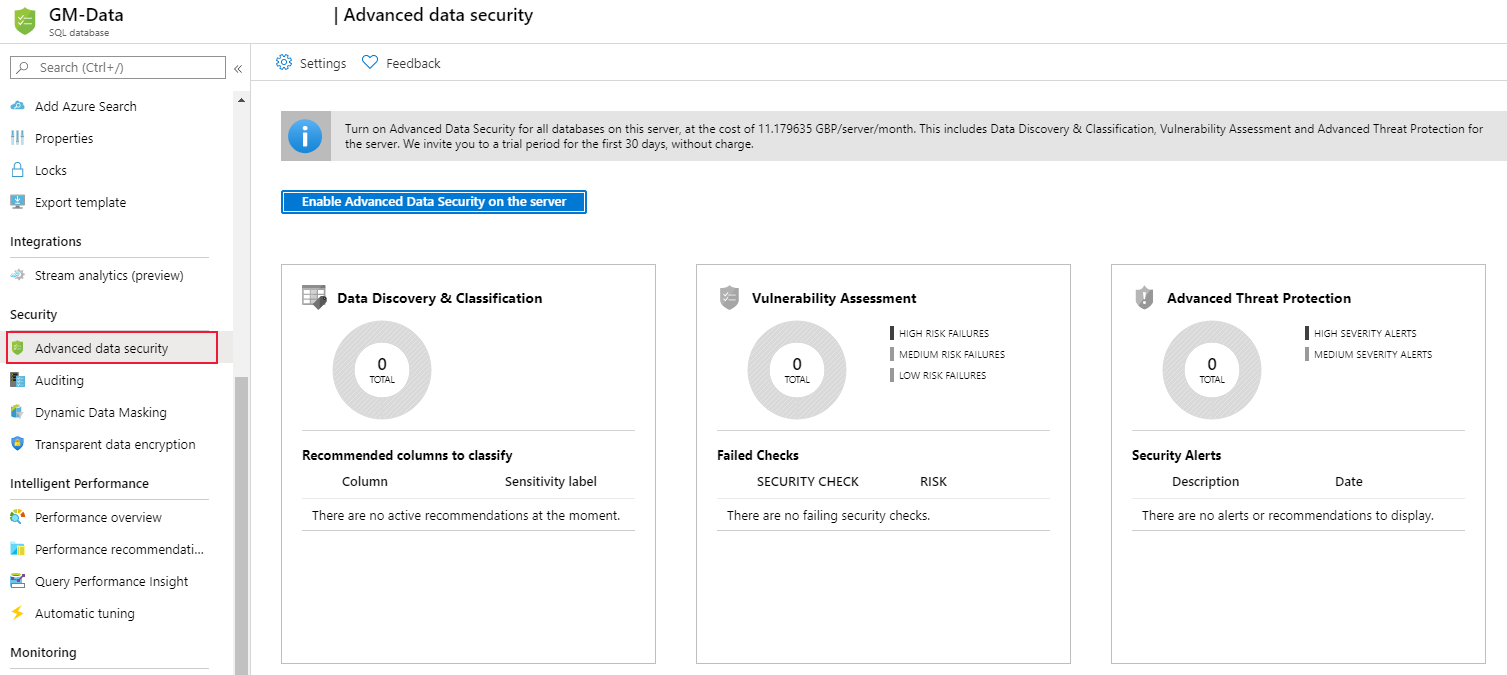 GM-Data
SQL database
| Advanced data security
Search (Ctrl+/)
«
Add Azure Search
Properties
Locks
Export template
Integrations
Stream analytics (preview)
Security
Advanced data security
Auditing
Dynamic Data Masking
Transparent data encryption
Intelligent Performance
Performance overview
Performance recommendati...
Query Performance Insight
Automatic tuning
Monitoring
Settings
Feedback
Turn on Advanced Data Security for all databases on this server, at the cost of 11.179635 GBP/server/month. This includes Data Discovery & Classification, Vulnerability Assessment and Advanced Threat Protection for
the server. We invite you to a trial period for the first 30 days, without charge.
Enable Advanced Data Security on the server
Data Discovery & Classification
0
TOTAL
Recommended columns to classify
Column Sensitivity label
There are no active recommendations at the moment.
Vulnerability Assessment
0
TOTAL
HIGH RISK FAILURES
MEDIUM RISK FAILURES
LOW RISK FAILURES
Failed Checks
SECURITY CHECK RISK
There are no failing security checks.
Advanced Threat Protection
0
TOTAL
HIGH SEVERITY ALERTS
MEDIUM SEVERITY ALERTS
Security Alerts
Description Date
There are no alerts or recommendations to display.